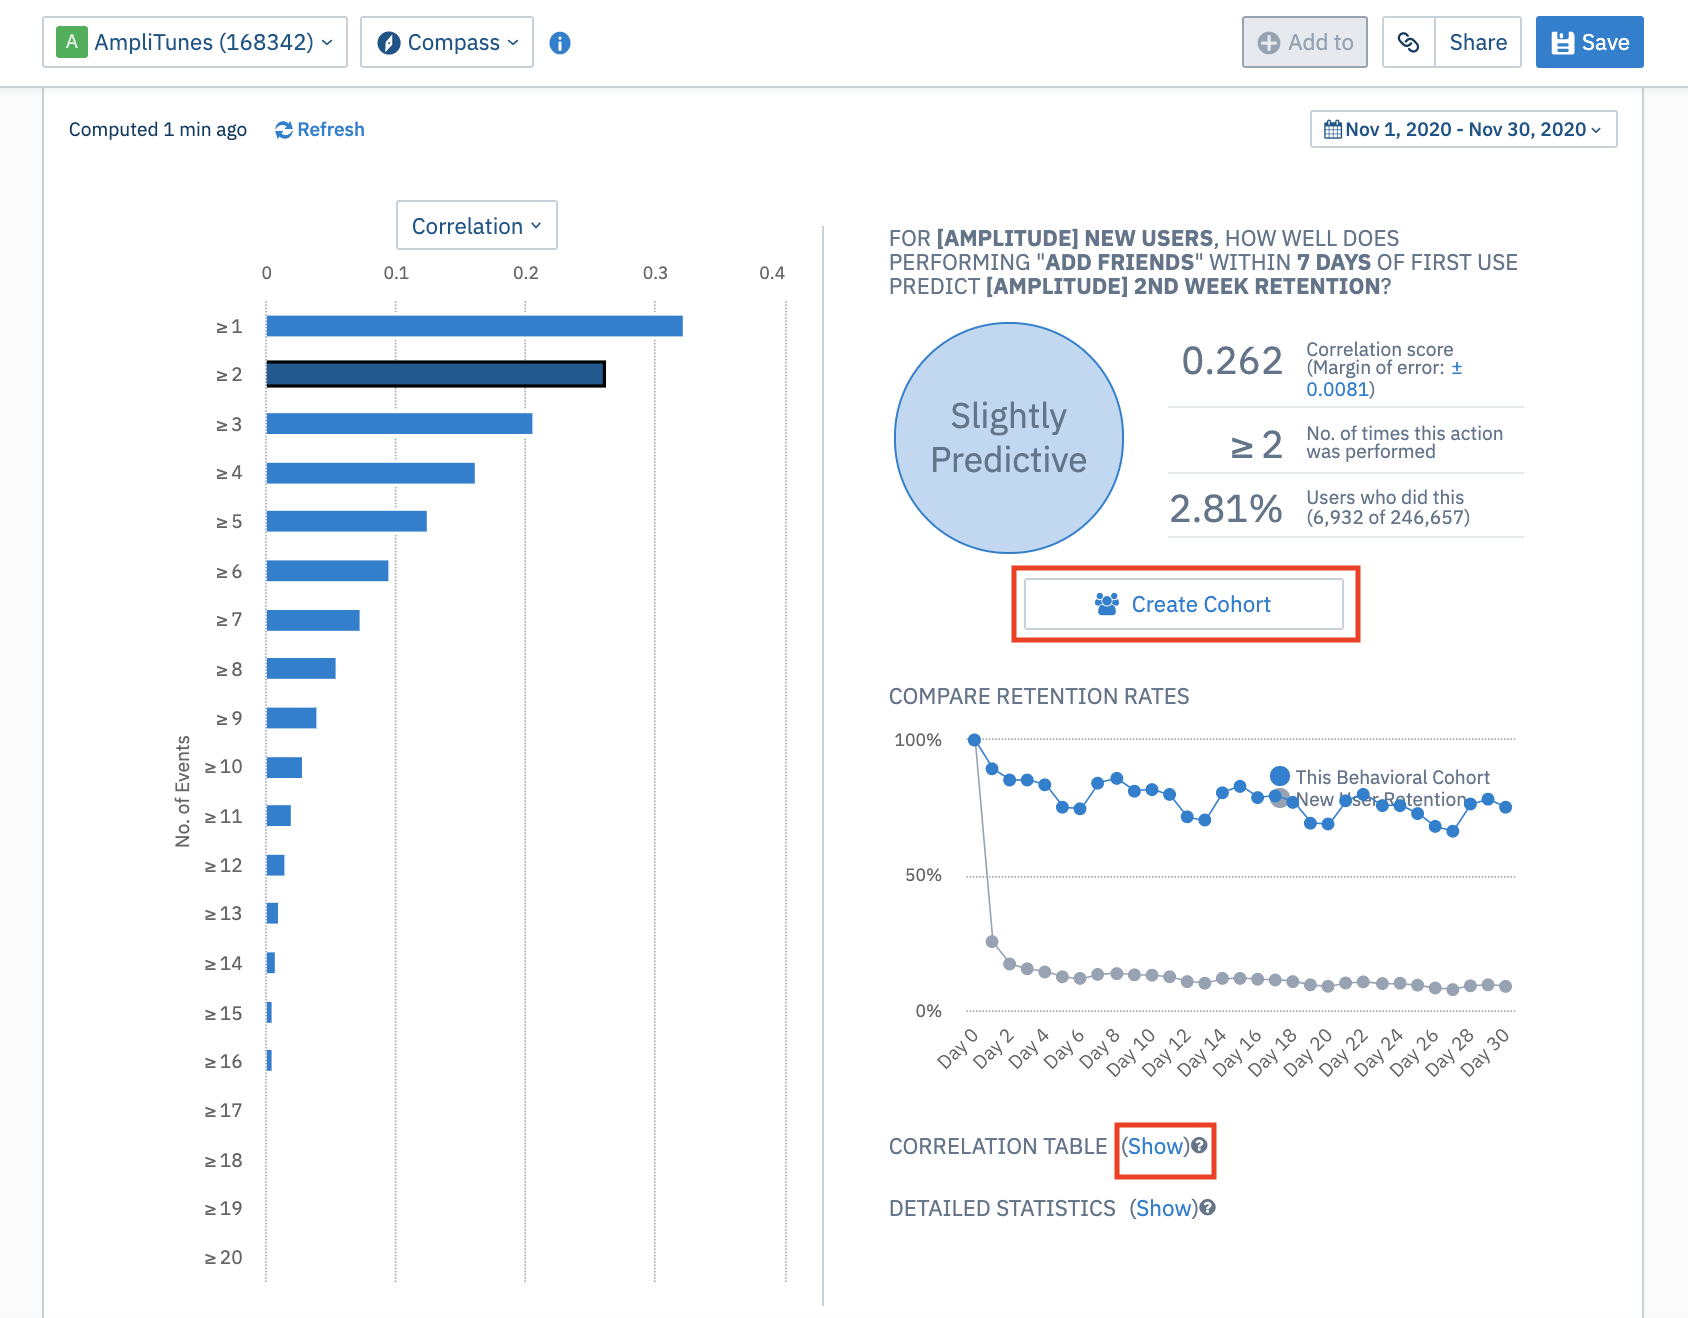 A AmpliTunes (168342)
Compass
Add to
Share
Save
Computed 1 min ago
Refresh
Nov 1, 2020 - Nov 30, 2020
Correlation
0 0.1 0.2 0.3 0.4
No. of Events
≥ 1
≥ 2
≥ 3
≥ 4
≥ 5
≥ 6
≥ 7
≥ 8
≥ 9
≥ 10
≥ 11
≥ 12
≥ 13
≥ 14
≥ 15
≥ 16
≥ 17
≥ 18
≥ 19
≥ 20
FOR [AMPLITUDE] NEW USERS, HOW WELL DOES
PERFORMING "ADD FRIENDS" WITHIN 7 DAYS OF FIRST USE
PREDICT [AMPLITUDE] 2ND WEEK RETENTION?
Slightly
Predictive
0.262
Correlation score
(Margin of error: ±
0.0081)
≥ 2
No. of times this action
was performed
2.81%
Users who did this
(6,932 of 246,657)
Create Cohort
COMPARE RETENTION RATES
100%
50%
0%
This Behavioral Cohort
New User Retention
Day 0 Day 2 Day 4 Day 6 Day 8 Day 10 Day 12 Day 14 Day 16 Day 18 Day 20 Day 22 Day 24 Day 26 Day 28 Day 30
CORRELATION TABLE (Show)
DETAILED STATISTICS (Show)